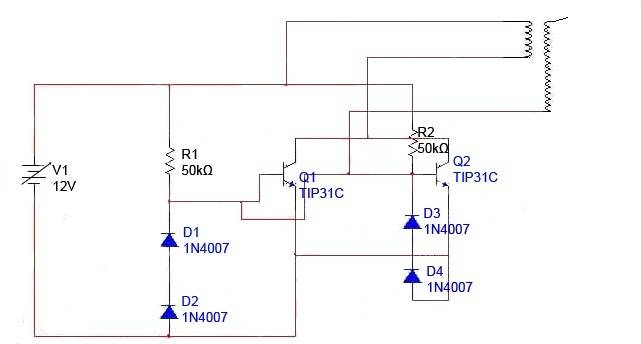 R1
50kΩ
V1
12V
D1
1N4007
D2
1N4007
Q1
TIP31C
R2
50kΩ
Q2
TIP31C
D3
1N4007
D4
1N4007